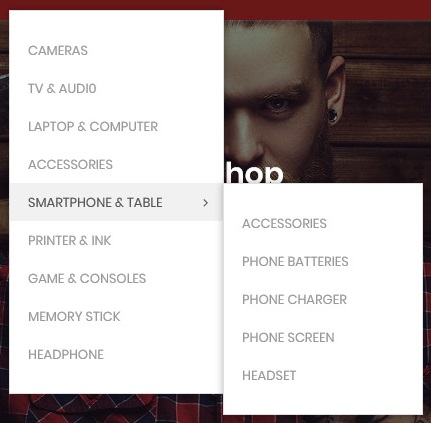 CAMERAS
TV & AUDI0
LAPTOP & COMPUTER
ACCESSORIES
hop
SMARTPHONE & TABLE
PRINTER & INK
GAME & CONSOLES
MEMORY STICK
HEADPHONE
ACCESSORIES
PHONE BATTERIES
PHONE CHARGER
PHONE SCREEN
HEADSET